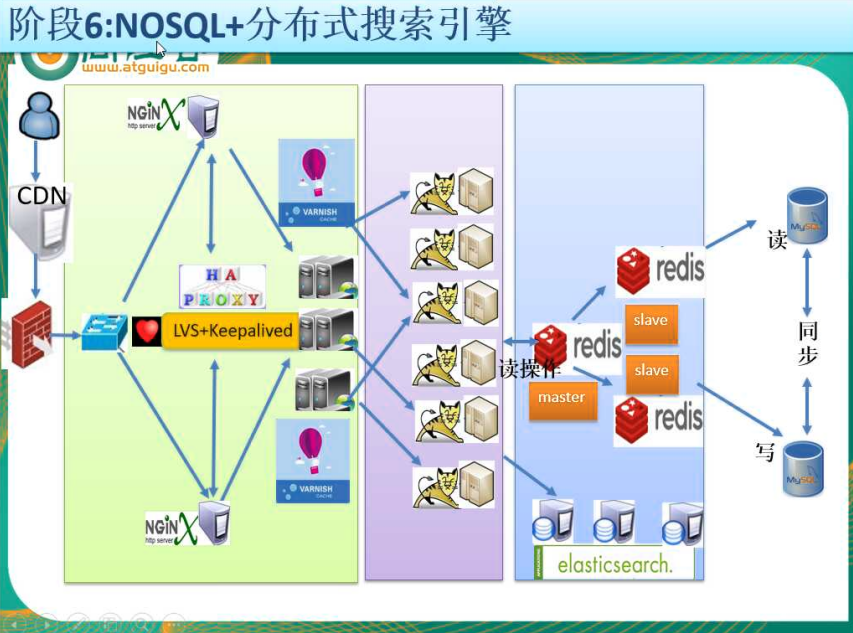 阶段6:NOSQL+分布式搜索引擎
www.atguigu.com
NGiNX
http server
CDN
VARNISH
CACHE
HA
PROXY
LVS+Keepalived
VARNISH
CACHE
NGiNX
http server
读操作
redis
redis
redis
slave
slave
master
elasticsearch.
读
MySQL
同
步
写
MySQL